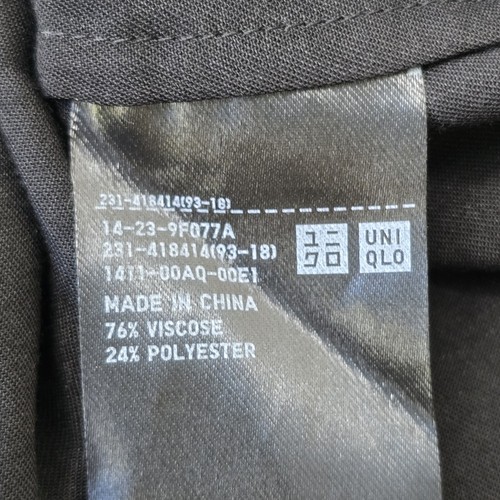 231-418414(93-18)
14-23-9F077A
231-418414(93-18)
1411-00AQ-00E1
MADE IN CHINA
76% VISCOSE
24% POLYESTER
ユニ
クロ
UNI
QLO